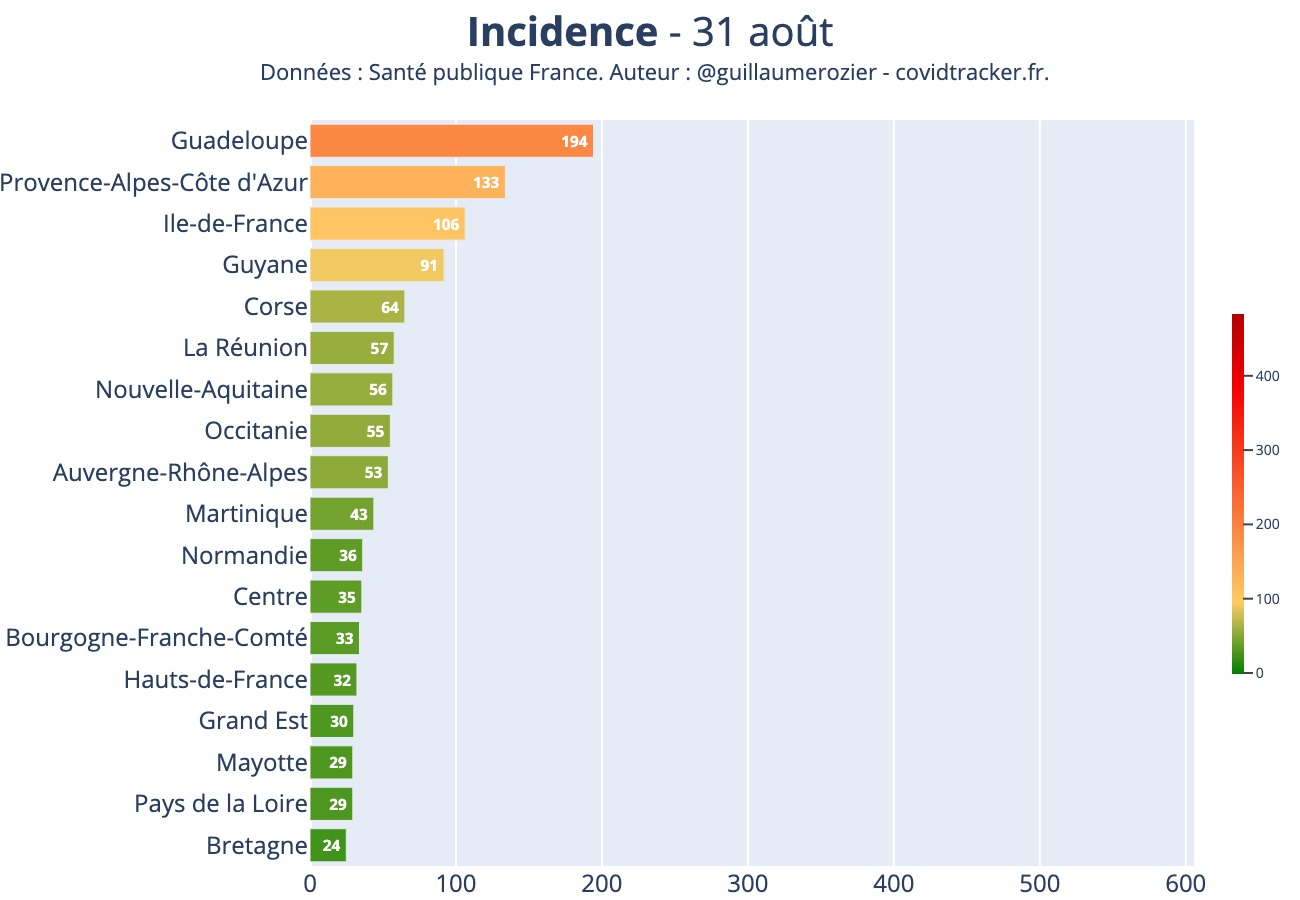 Incidence - 31 août
Données : Santé publique France. Auteur : @guillaumerozier - covidtracker.fr.
Guadeloupe 194
Provence-Alpes-Côte d'Azur 133
Ile-de-France 106
Guyane 91
Corse 64
La Réunion 57
Nouvelle-Aquitaine 56
Occitanie 55
Auvergne-Rhône-Alpes 53
Martinique 43
Normandie 36
Centre 35
Bourgogne-Franche-Comté 33
Hauts-de-France 32
Grand Est 30
Mayotte 29
Pays de la Loire 29
Bretagne 24
0 100 200 300 400 500 600
400
300
200
100
0